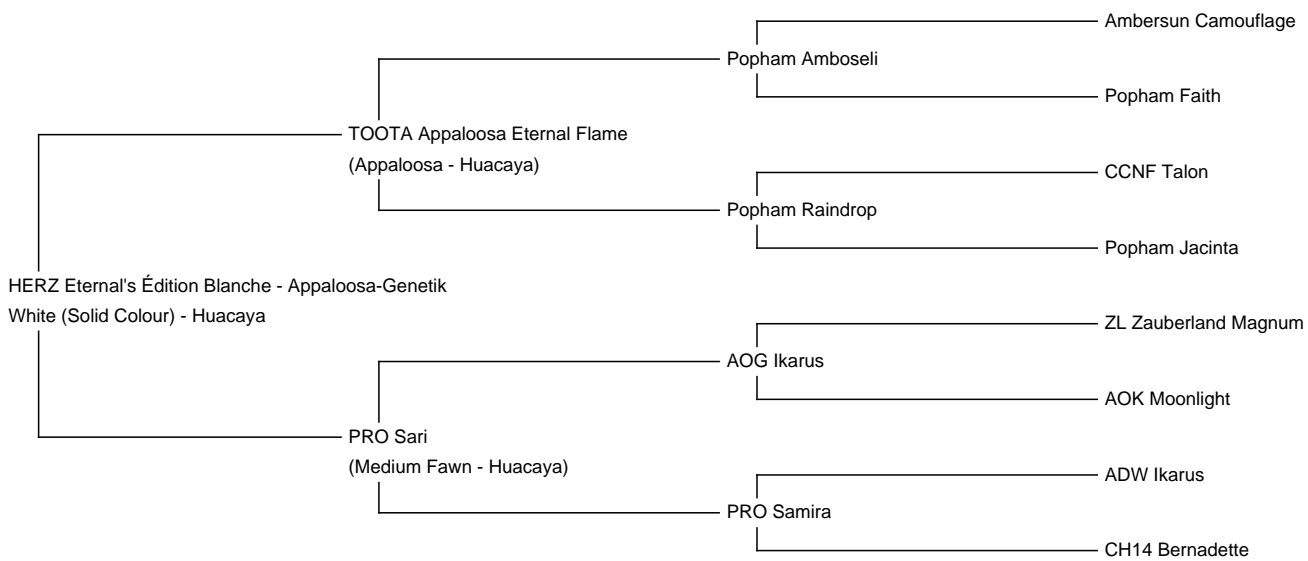 Ambersun Camouflage
Popham Amboseli
Popham Faith
TOOTA Appaloosa Eternal Flame
(Appaloosa - Huacaya)
CCNF Talon
Popham Raindrop
Popham Jacinta
HERZ Eternal's Édition Blanche - Appaloosa-Genetik
White (Solid Colour) - Huacaya
ZL Zauberland Magnum
AOG Ikarus
AOK Moonlight
PRO Sari
(Medium Fawn - Huacaya)
ADW Ikarus
PRO Samira
CH14 Bernadette